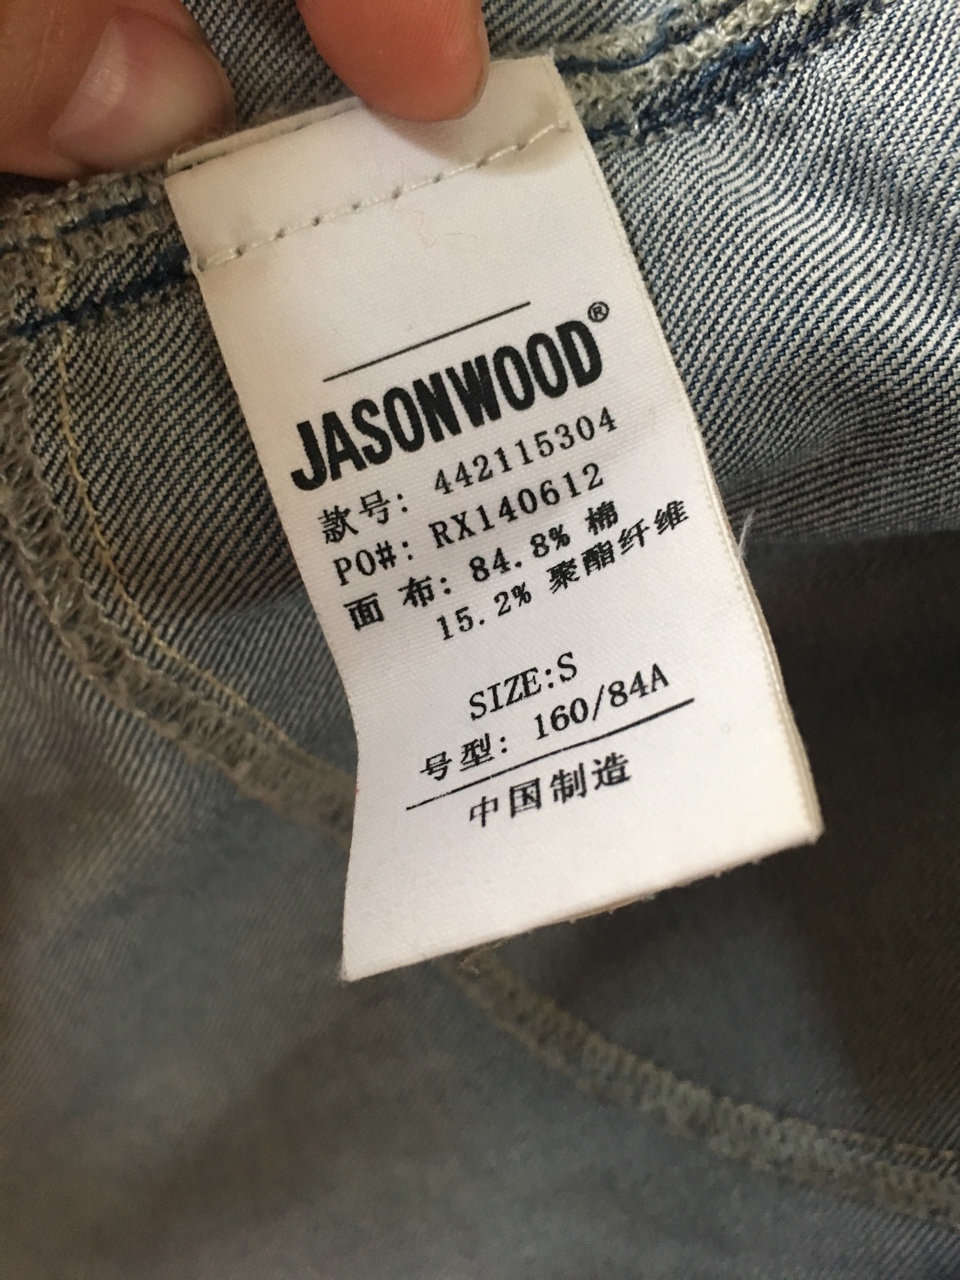 JASONWOOD®
款号: 442115304
PO#: RX140612
面 布: 84.8% 棉
15.2% 聚酯纤维
SIZE:S
号型: 160/84A
中国制造